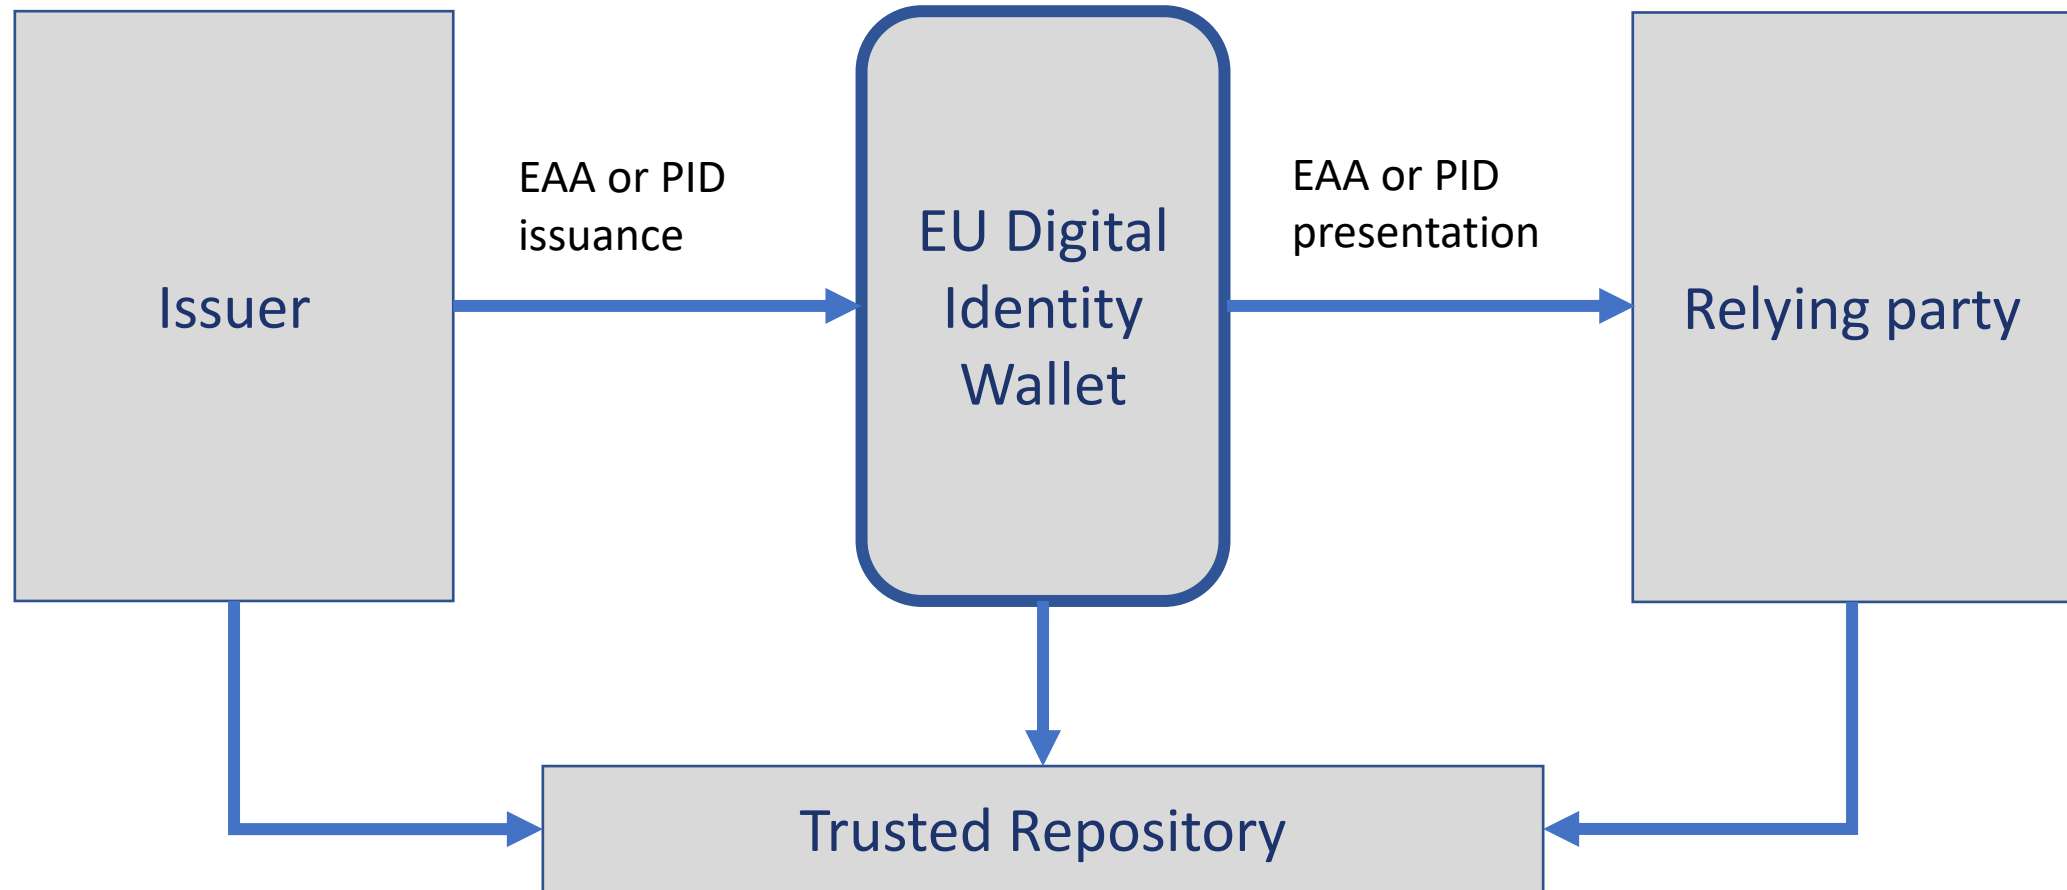 Issuer
EAA or PID
issuance
EU Digital
Identity
Wallet
EAA or PID
presentation
Relying party
Trusted Repository